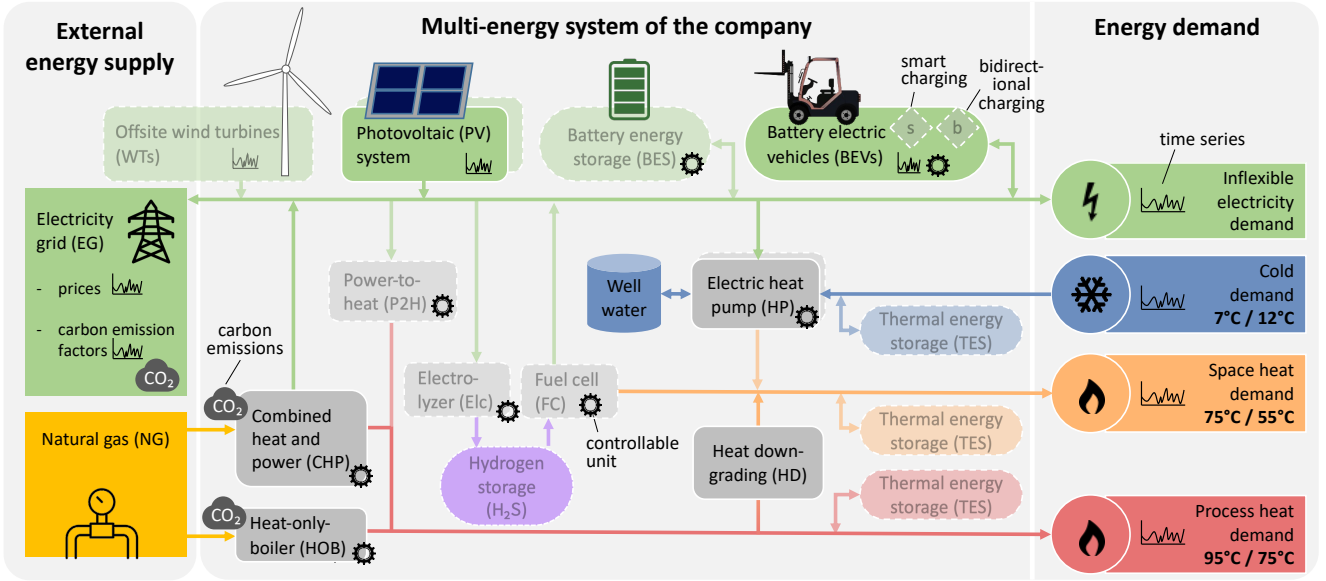 External
energy supply
Multi-energy system of the company
Energy demand
smart
charging
bidirect-
ional
charging
Offsite wind turbines
(WTs)
Photovoltaic (PV)
system
Battery energy
storage (BES)
Battery electric
vehicles (BEVs)
s
b
time series
Electricity
grid (EG)
- prices
- carbon emission
factors
CO₂
Inflexible
electricity
demand
Power-to-
heat (P2H)
Well
water
Electric heat
pump (HP)
Cold
demand
7°C / 12°C
Thermal energy
storage (TES)
carbon
emissions
Electro-
lyzer (Elc)
Fuel cell
(FC)
Space heat
demand
75°C / 55°C
Natural gas (NG)
CO₂
Combined
heat and
power (CHP)
controllable
unit
Thermal energy
storage (TES)
Hydrogen
storage
(H₂S)
Heat down-
grading (HD)
Thermal energy
storage (TES)
CO₂
Heat-only-
boiler (HOB)
Process heat
demand
95°C / 75°C